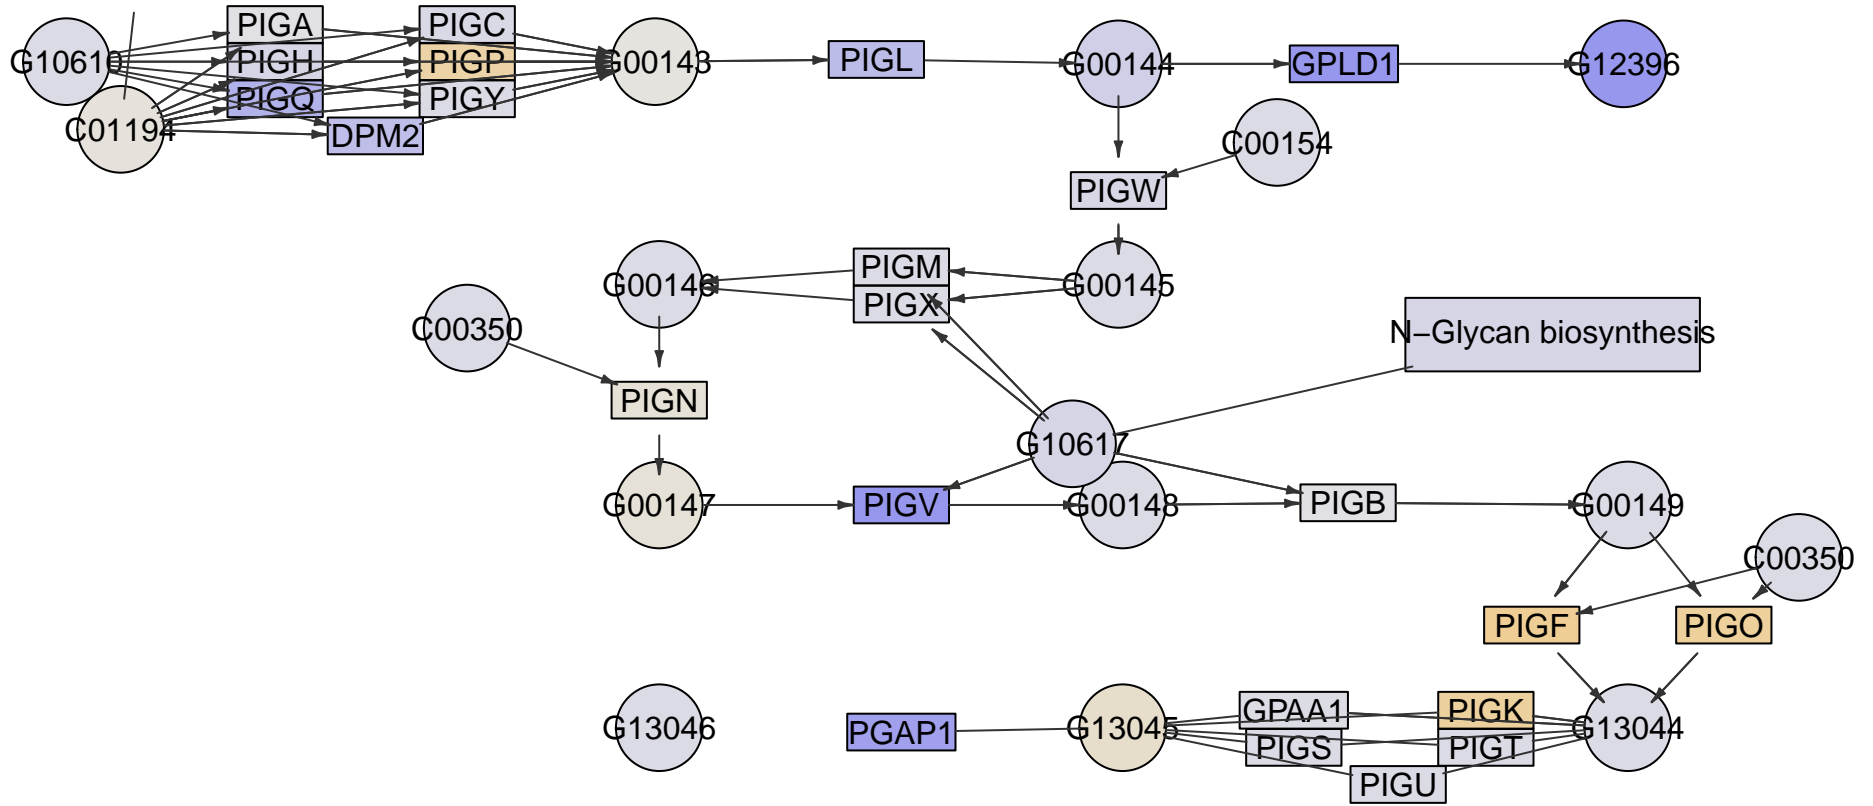 PIGA
PIGC
G10618
PIGH
PIGP
G00143
PIGL
G00144
GPLD1
G12396
PIGQ
PIGY
C01194
DPM2
C00154
PIGW
PIGM
G00146
G00145
PIGX
C00350
N−Glycan biosynthesis
PIGN
G10617
G00147
PIGV
G00148
PIGB
G00149
C00350
PIGF
PIGO
GPAA1
PIGK
G13046
PGAP1
G13045
G13044
PIGS
PIGT
PIGU